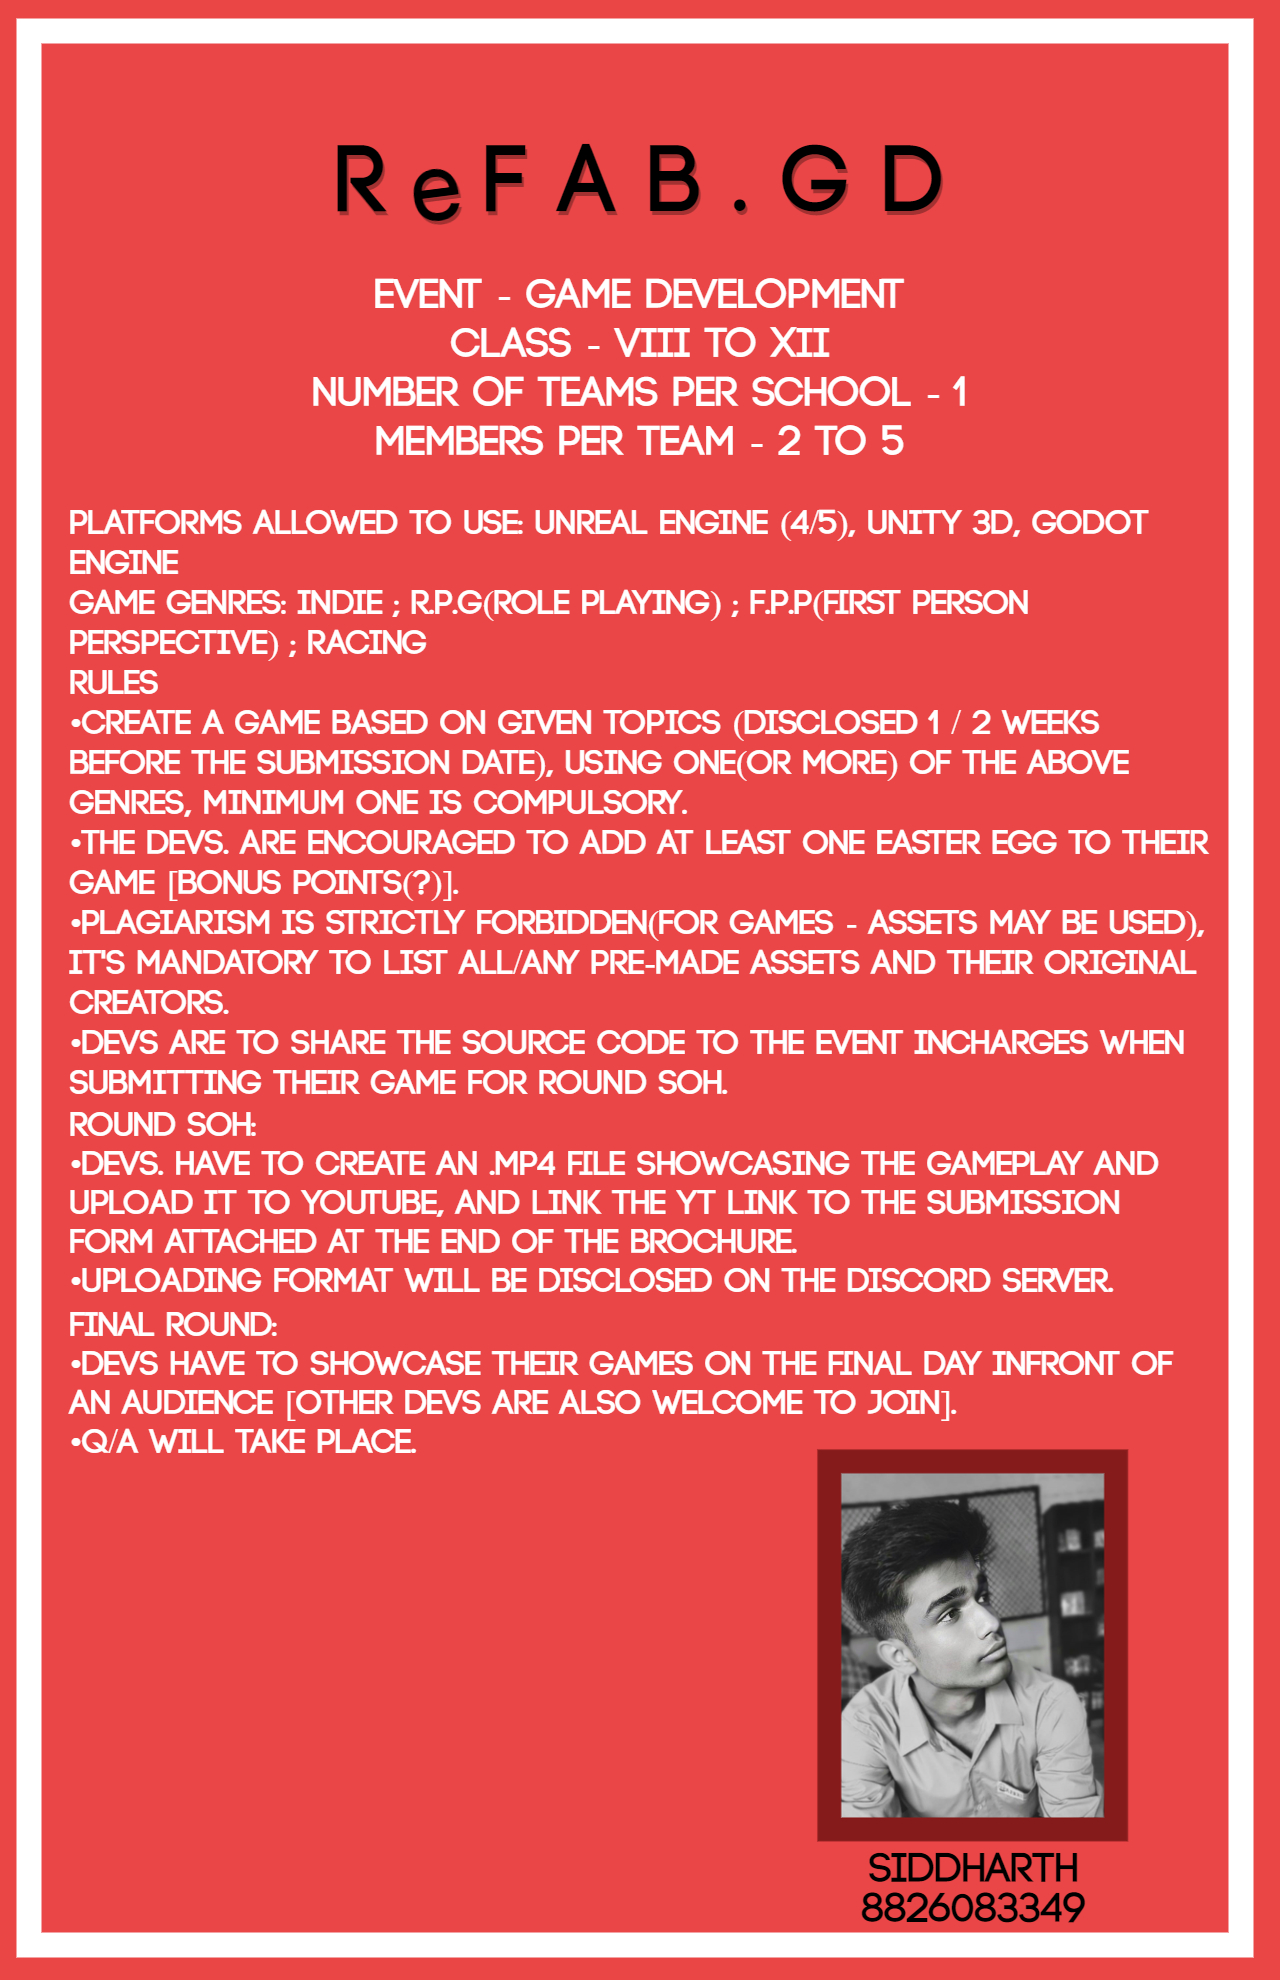 ReFAB.GD
EVENT - GAME DEVELOPMENT
CLASS - VIII TO XII
NUMBER OF TEAMS PER SCHOOL - 1
MEMBERS PER TEAM - 2 TO 5
PLATFORMS ALLOWED TO USE: UNREAL ENGINE (4/5), UNITY 3D, GODOT
ENGINE
GAME GENRES: INDIE ; R.P.G(ROLE PLAYING) ; F.P.P(FIRST PERSON
PERSPECTIVE) ; RACING
RULES
•CREATE A GAME BASED ON GIVEN TOPICS (DISCLOSED 1 / 2 WEEKS
BEFORE THE SUBMISSION DATE), USING ONE(OR MORE) OF THE ABOVE
GENRES, MINIMUM ONE IS COMPULSORY.
•THE DEVS. ARE ENCOURAGED TO ADD AT LEAST ONE EASTER EGG TO THEIR
GAME [BONUS POINTS(?)].
•PLAGIARISM IS STRICTLY FORBIDDEN(FOR GAMES - ASSETS MAY BE USED),
IT'S MANDATORY TO LIST ALL/ANY PRE-MADE ASSETS AND THEIR ORIGINAL
CREATORS.
•DEVS ARE TO SHARE THE SOURCE CODE TO THE EVENT INCHARGES WHEN
SUBMITTING THEIR GAME FOR ROUND SOH.
ROUND SOH:
•DEVS. HAVE TO CREATE AN .MP4 FILE SHOWCASING THE GAMEPLAY AND
UPLOAD IT TO YOUTUBE, AND LINK THE YT LINK TO THE SUBMISSION
FORM ATTACHED AT THE END OF THE BROCHURE.
•UPLOADING FORMAT WILL BE DISCLOSED ON THE DISCORD SERVER.
FINAL ROUND:
•DEVS HAVE TO SHOWCASE THEIR GAMES ON THE FINAL DAY INFRONT OF
AN AUDIENCE [OTHER DEVS ARE ALSO WELCOME TO JOIN].
•Q/A WILL TAKE PLACE.
SIDDHARTH
8826083349